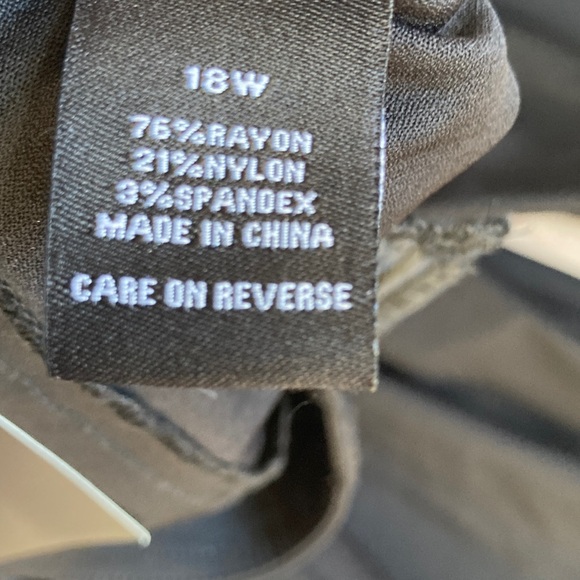 18W
76%RAYON
21%NYLON
3%SPANDEX
MADE IN CHINA
CARE ON REVERSE